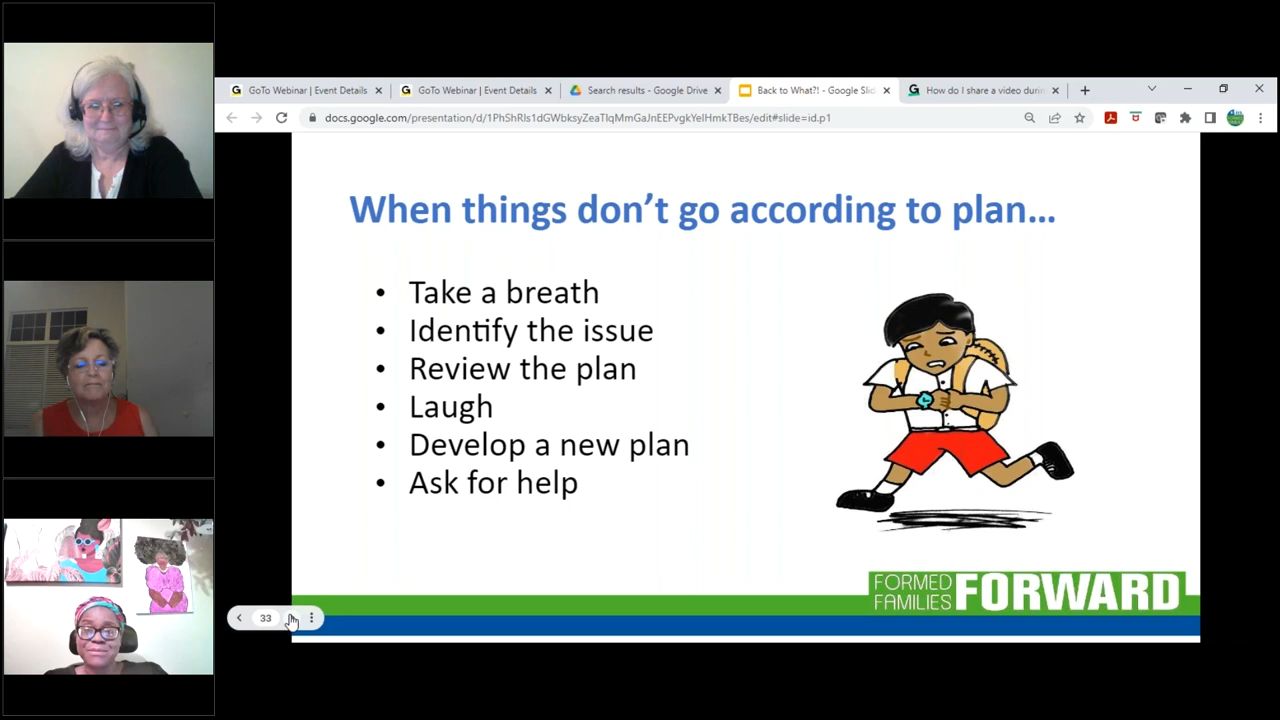 GoTo Webinar | Event Details
GoTo Webinar | Event Details
Search results - Google Drive
Back to What?! - Google Slid
How do I share a video durin
docs.google.com/presentation/d/1PhShRls1dGWbksyZeaTlqMmGaJnEEPvgkYelHmkTBes/edit#slide=id.p1
When things don’t go according to plan…
• Take a breath
• Identify the issue
• Review the plan
• Laugh
• Develop a new plan
• Ask for help
FORMED
FAMILIES
FORWARD
33